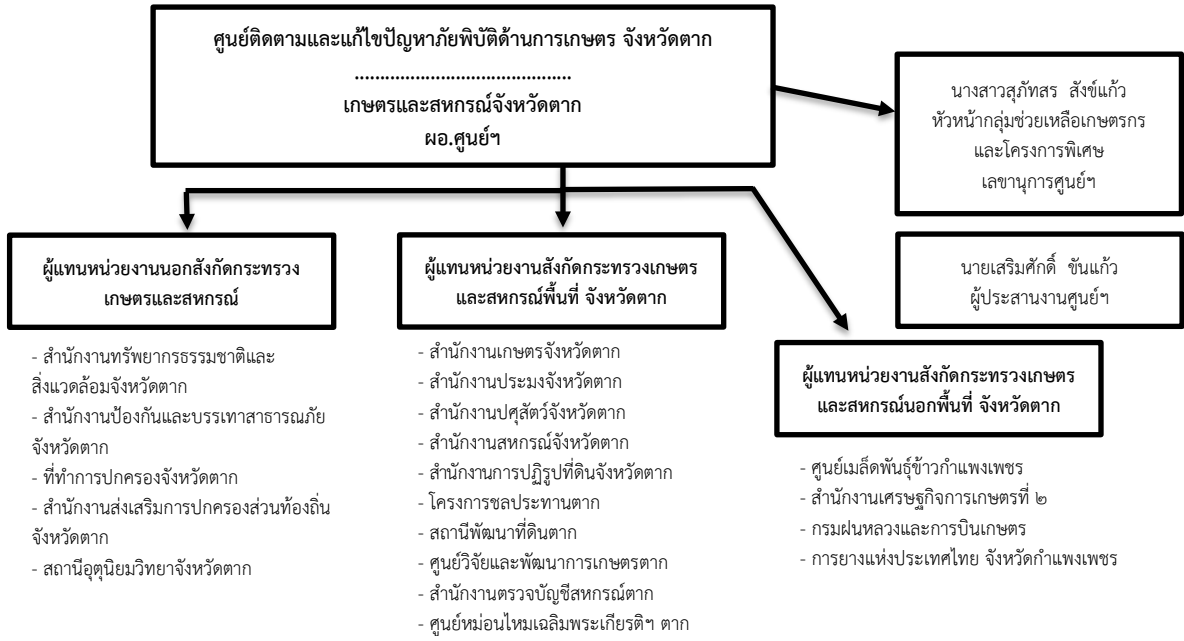 ศูนย์ติดตามและแก้ไขปัญหาภัยพิบัติด้านการเกษตร จังหวัดตาก
...........................................
เกษตรและสหกรณ์จังหวัดตาก
ผอ.ศูนย์ฯ
นางสาวสุภัทสร สังข์แก้ว
หัวหน้ากลุ่มช่วยเหลือเกษตรกร
และโครงการพิเศษ
เลขานุการศูนย์ฯ
นายเสริมศักดิ์ ขันแก้ว
ผู้ประสานงานศูนย์ฯ
ผู้แทนหน่วยงานนอกสังกัดกระทรวง
เกษตรและสหกรณ์
- สำนักงานทรัพยากรธรรมชาติและ
สิ่งแวดล้อมจังหวัดตาก
- สำนักงานป้องกันและบรรเทาสาธารณภัย
จังหวัดตาก
- ที่ทำการปกครองจังหวัดตาก
- สำนักงานส่งเสริมการปกครองส่วนท้องถิ่น
จังหวัดตาก
- สถานีอุตุนิยมวิทยาจังหวัดตาก
ผู้แทนหน่วยงานสังกัดกระทรวงเกษตร
และสหกรณ์พื้นที่ จังหวัดตาก
- สำนักงานเกษตรจังหวัดตาก
- สำนักงานประมงจังหวัดตาก
- สำนักงานปศุสัตว์จังหวัดตาก
- สำนักงานสหกรณ์จังหวัดตาก
- สำนักงานการปฏิรูปที่ดินจังหวัดตาก
- โครงการชลประทานตาก
- สถานีพัฒนาที่ดินตาก
- ศูนย์วิจัยและพัฒนาการเกษตรตาก
- สำนักงานตรวจบัญชีสหกรณ์ตาก
- ศูนย์หม่อนไหมเฉลิมพระเกียรติฯ ตาก
ผู้แทนหน่วยงานสังกัดกระทรวงเกษตร
และสหกรณ์นอกพื้นที่ จังหวัดตาก
- ศูนย์เมล็ดพันธุ์ข้าวกำแพงเพชร
- สำนักงานเศรษฐกิจการเกษตรที่ ๒
- กรมฝนหลวงและการบินเกษตร
- การยางแห่งประเทศไทย จังหวัดกำแพงเพชร